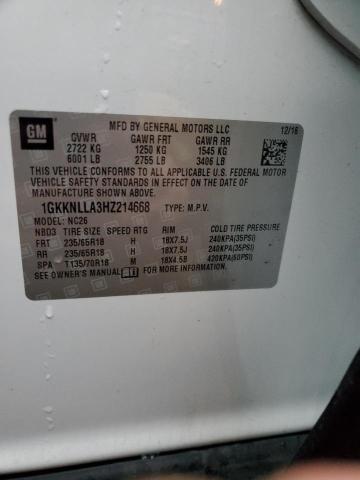 GM
MFD BY GENERAL MOTORS LLC
12/16
GVWR GAWR FRT GAWR RR
2722 KG 1250 KG 1545 KG
6001 LB 2755 LB 3406 LB
THIS VEHICLE CONFORMS TO ALL APPLICABLE U.S. FEDERAL MOTOR
VEHICLE SAFETY STANDARDS IN EFFECT ON THE DATE OF
MANUFACTURE SHOWN ABOVE.
1GKKNLLA3HZ214668 TYPE: M.P.V.
MODEL: NC26
NBD3 TIRE SIZE SPEED RTG RIM COLD TIRE PRESSURE
FRT 235/65R18 H 18X7.5J 240KPA(35PSI)
RR 235/65R18 H 18X7.5J 240KPA(35PSI)
SPA T135/70R18 M 18X4.5B 420KPA(60PSI)
SEE OWNER'S MANUAL FOR MORE INFORMATION.